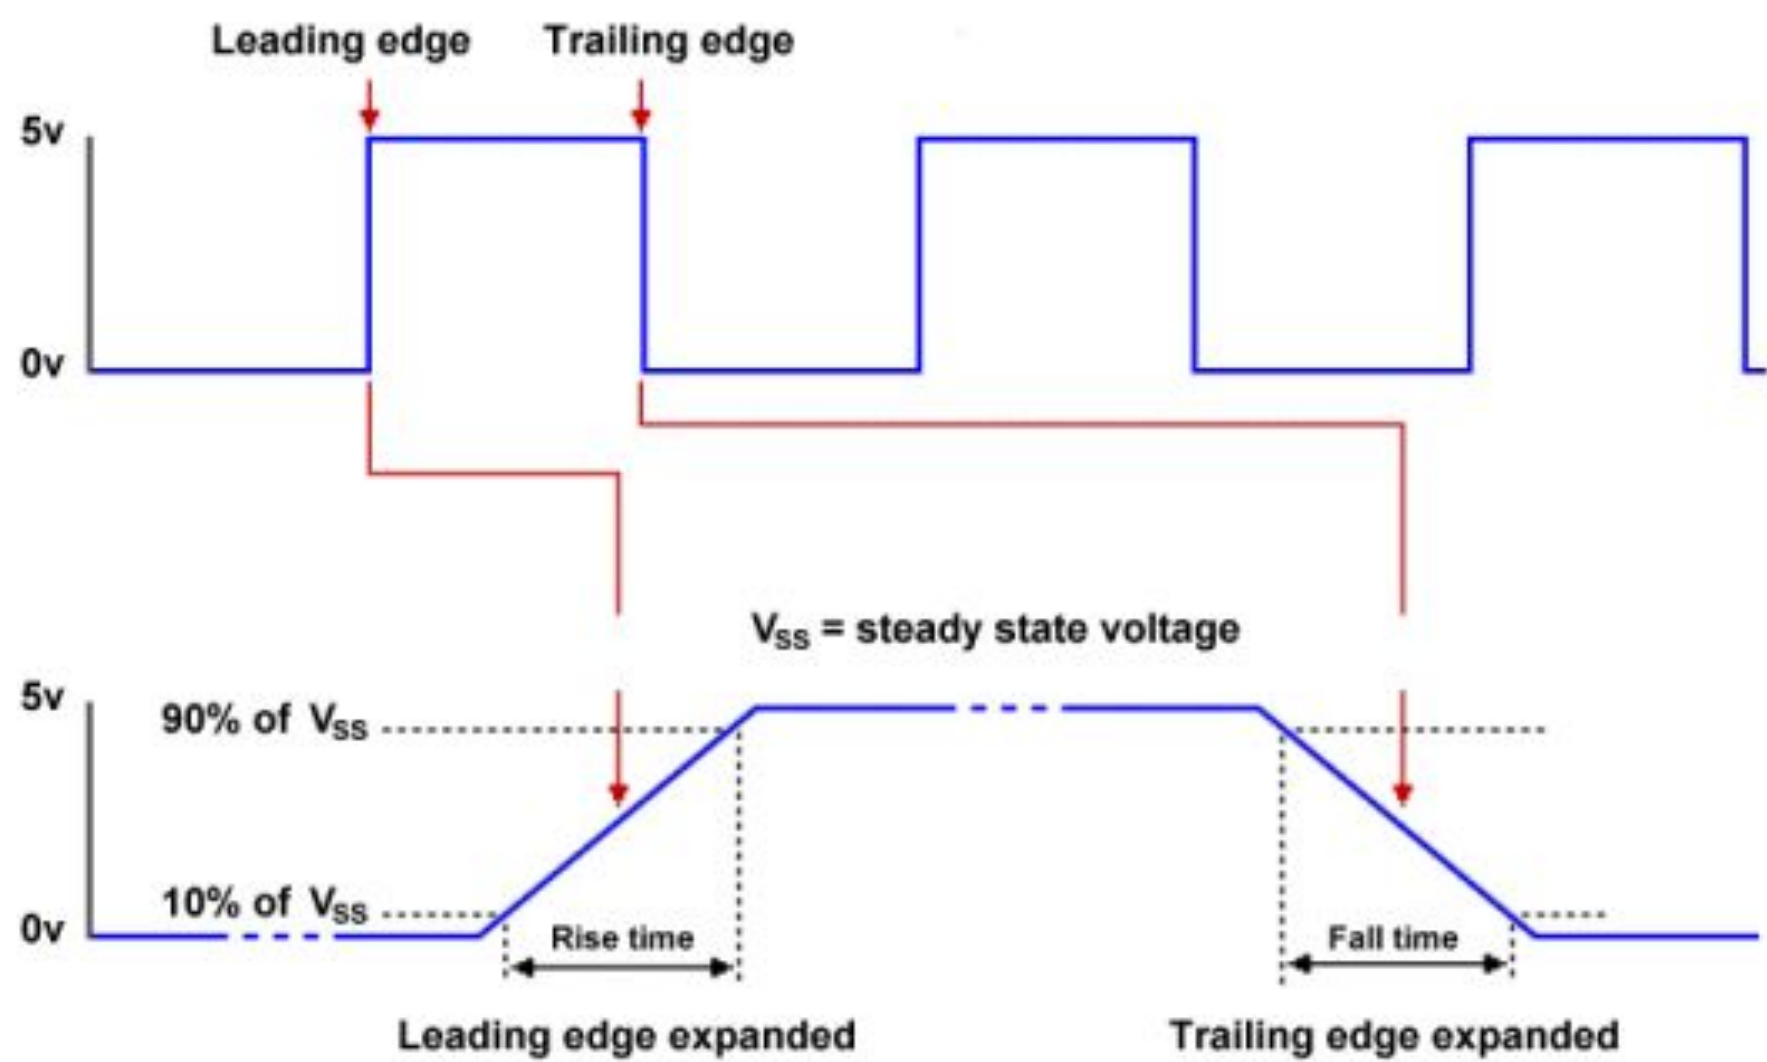 Leading edge
Trailing edge
5v
0v
VSS = steady state voltage
5v
90% of VSS
10% of VSS
0v
Rise time
Fall time
Leading edge expanded
Trailing edge expanded